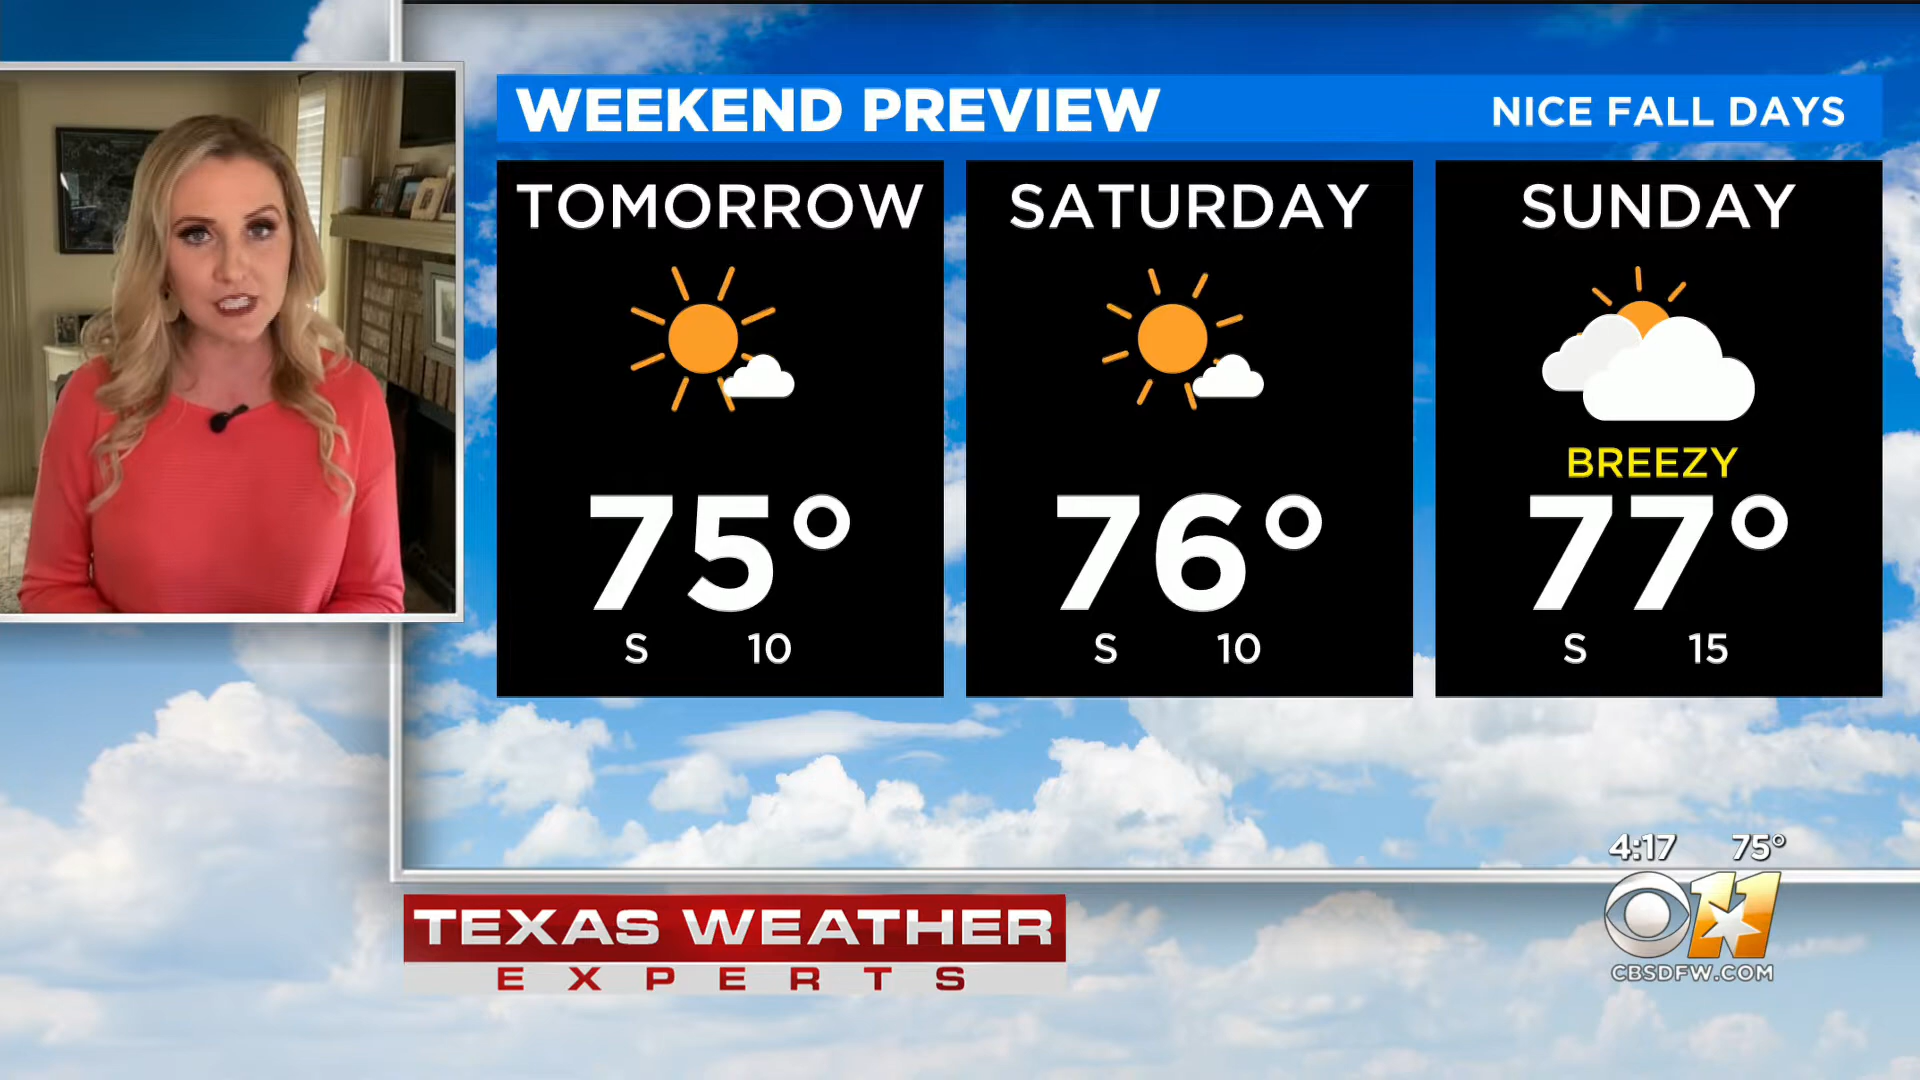 WEEKEND PREVIEW
NICE FALL DAYS
TOMORROW
75°
S 10
SATURDAY
76°
S 10
SUNDAY
BREEZY
77°
S 15
4:17 75°
11
CBSDFW.COM
TEXAS WEATHER
EXPERTS